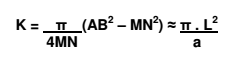 K = π/4MN (AB² – MN²) ≈ π . L²/a